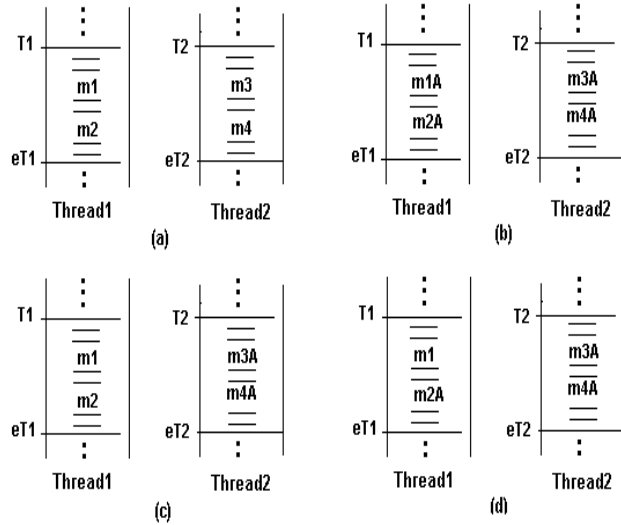 T1 T2
m1 m3
m2 m4
eT1 eT2
Thread1 Thread2
(a)
T1 T2
m1A m3A
m2A m4A
eT1 eT2
Thread1 Thread2
(b)
T1 T2
m1 m3A
m2 m4A
eT1 eT2
Thread1 Thread2
(c)
T1 T2
m1 m3A
m2A m4A
eT1 eT2
Thread1 Thread2
(d)